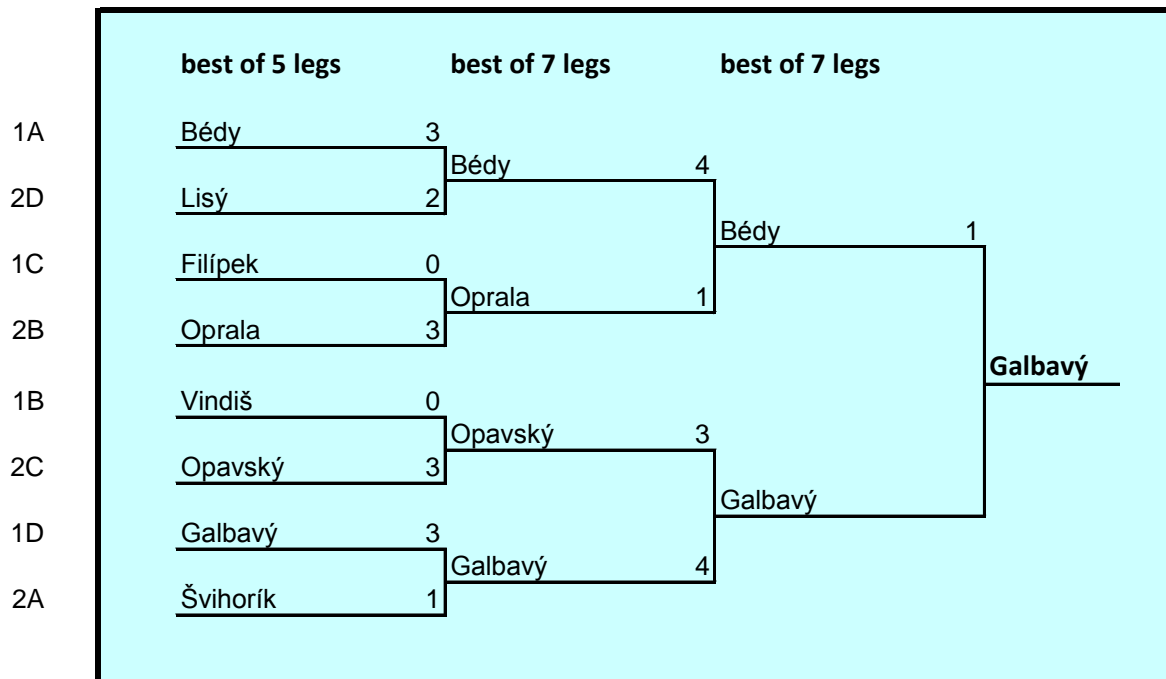 best of 5 legs best of 7 legs best of 7 legs
1A Bédy 3
Bédy 4
2D Lisý 2
Bédy 1
1C Filípek 0
Oprala 1
2B Oprala 3
Galbavý
1B Vindiš 0
Opavský 3
2C Opavský 3
Galbavý
1D Galbavý 3
Galbavý 4
2A Švihorík 1